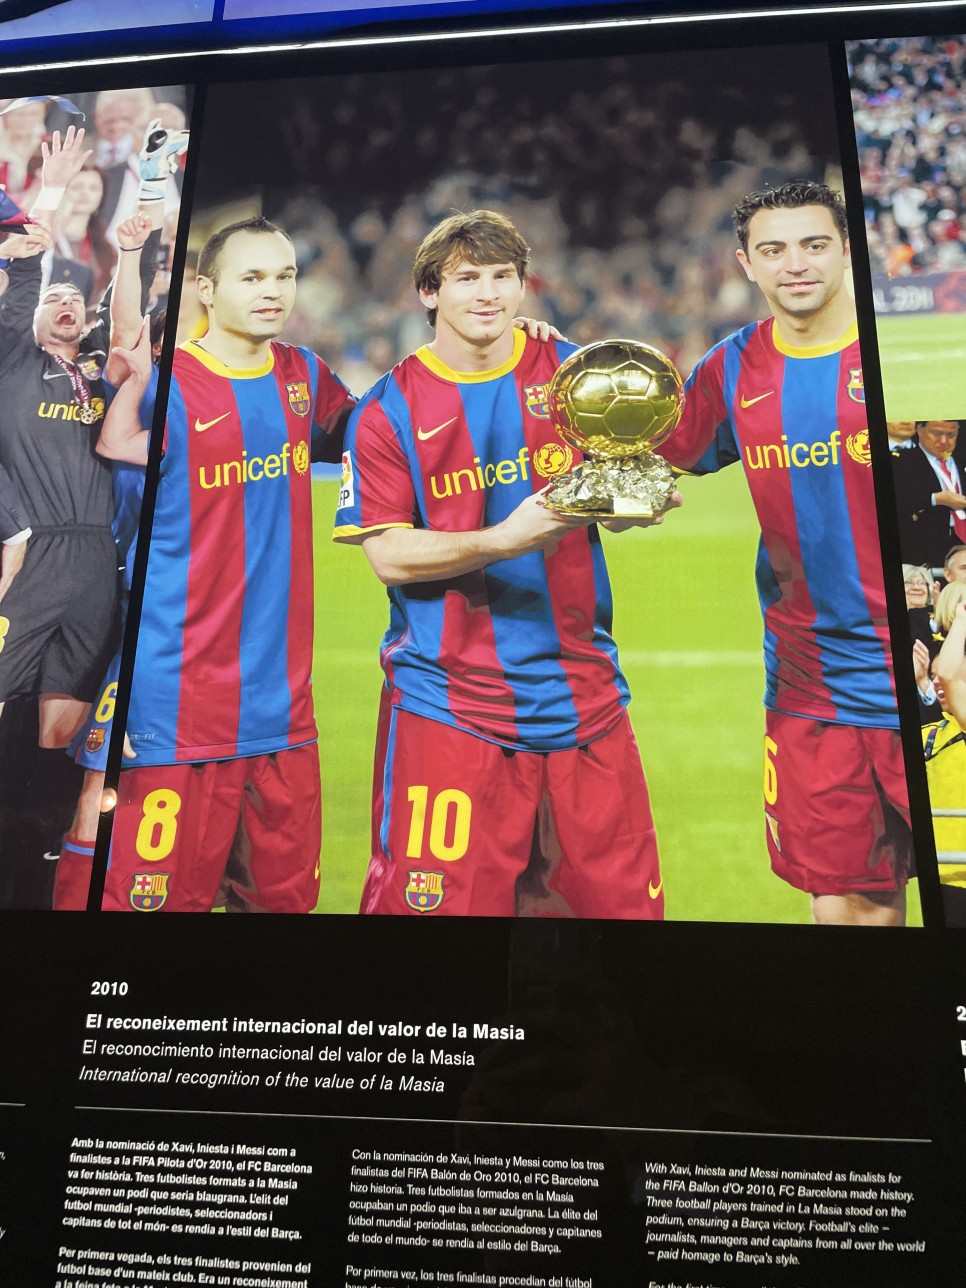 unic
6
unicef
8
unicef
10
FP
unicef
6
2010
El reconeixement internacional del valor de la Masia
El reconocimiento internacional del valor de la Masía
International recognition of the value of la Masia
Amb la nominació de Xavi, Iniesta i Messi com a
finalistes a la FIFA Pilota d'Or 2010, el FC Barcelona
va fer història. Tres futbolistes formats a la Masia
ocupaven un podi que seria blaugrana. L'elit del
futbol mundial -periodistes, seleccionadors i
capitans de tot el món- es rendia a l'estil del Barça.
Per primera vegada, els tres finalistes provenien del
futbol base d'un mateix club. Era un reconeixement
Con la nominación de Xavi, Iniesta y Messi como los tres
finalistas del FIFA Balón de Oro 2010, el FC Barcelona
hizo historia. Tres futbolistas formados en la Masía
ocupaban un podio que iba a ser azulgrana. La élite del
fútbol mundial -periodistas, seleccionadores y capitanes
de todo el mundo- se rendía al estilo del Barça.
Por primera vez, los tres finalistas procedían del fútbol
With Xavi, Iniesta and Messi nominated as finalists for
the FIFA Ballon d'Or 2010, FC Barcelona made history.
Three football players trained in La Masia stood on the
podium, ensuring a Barça victory. Football's elite –
journalists, managers and captains from all over the world
– paid homage to Barça's style.